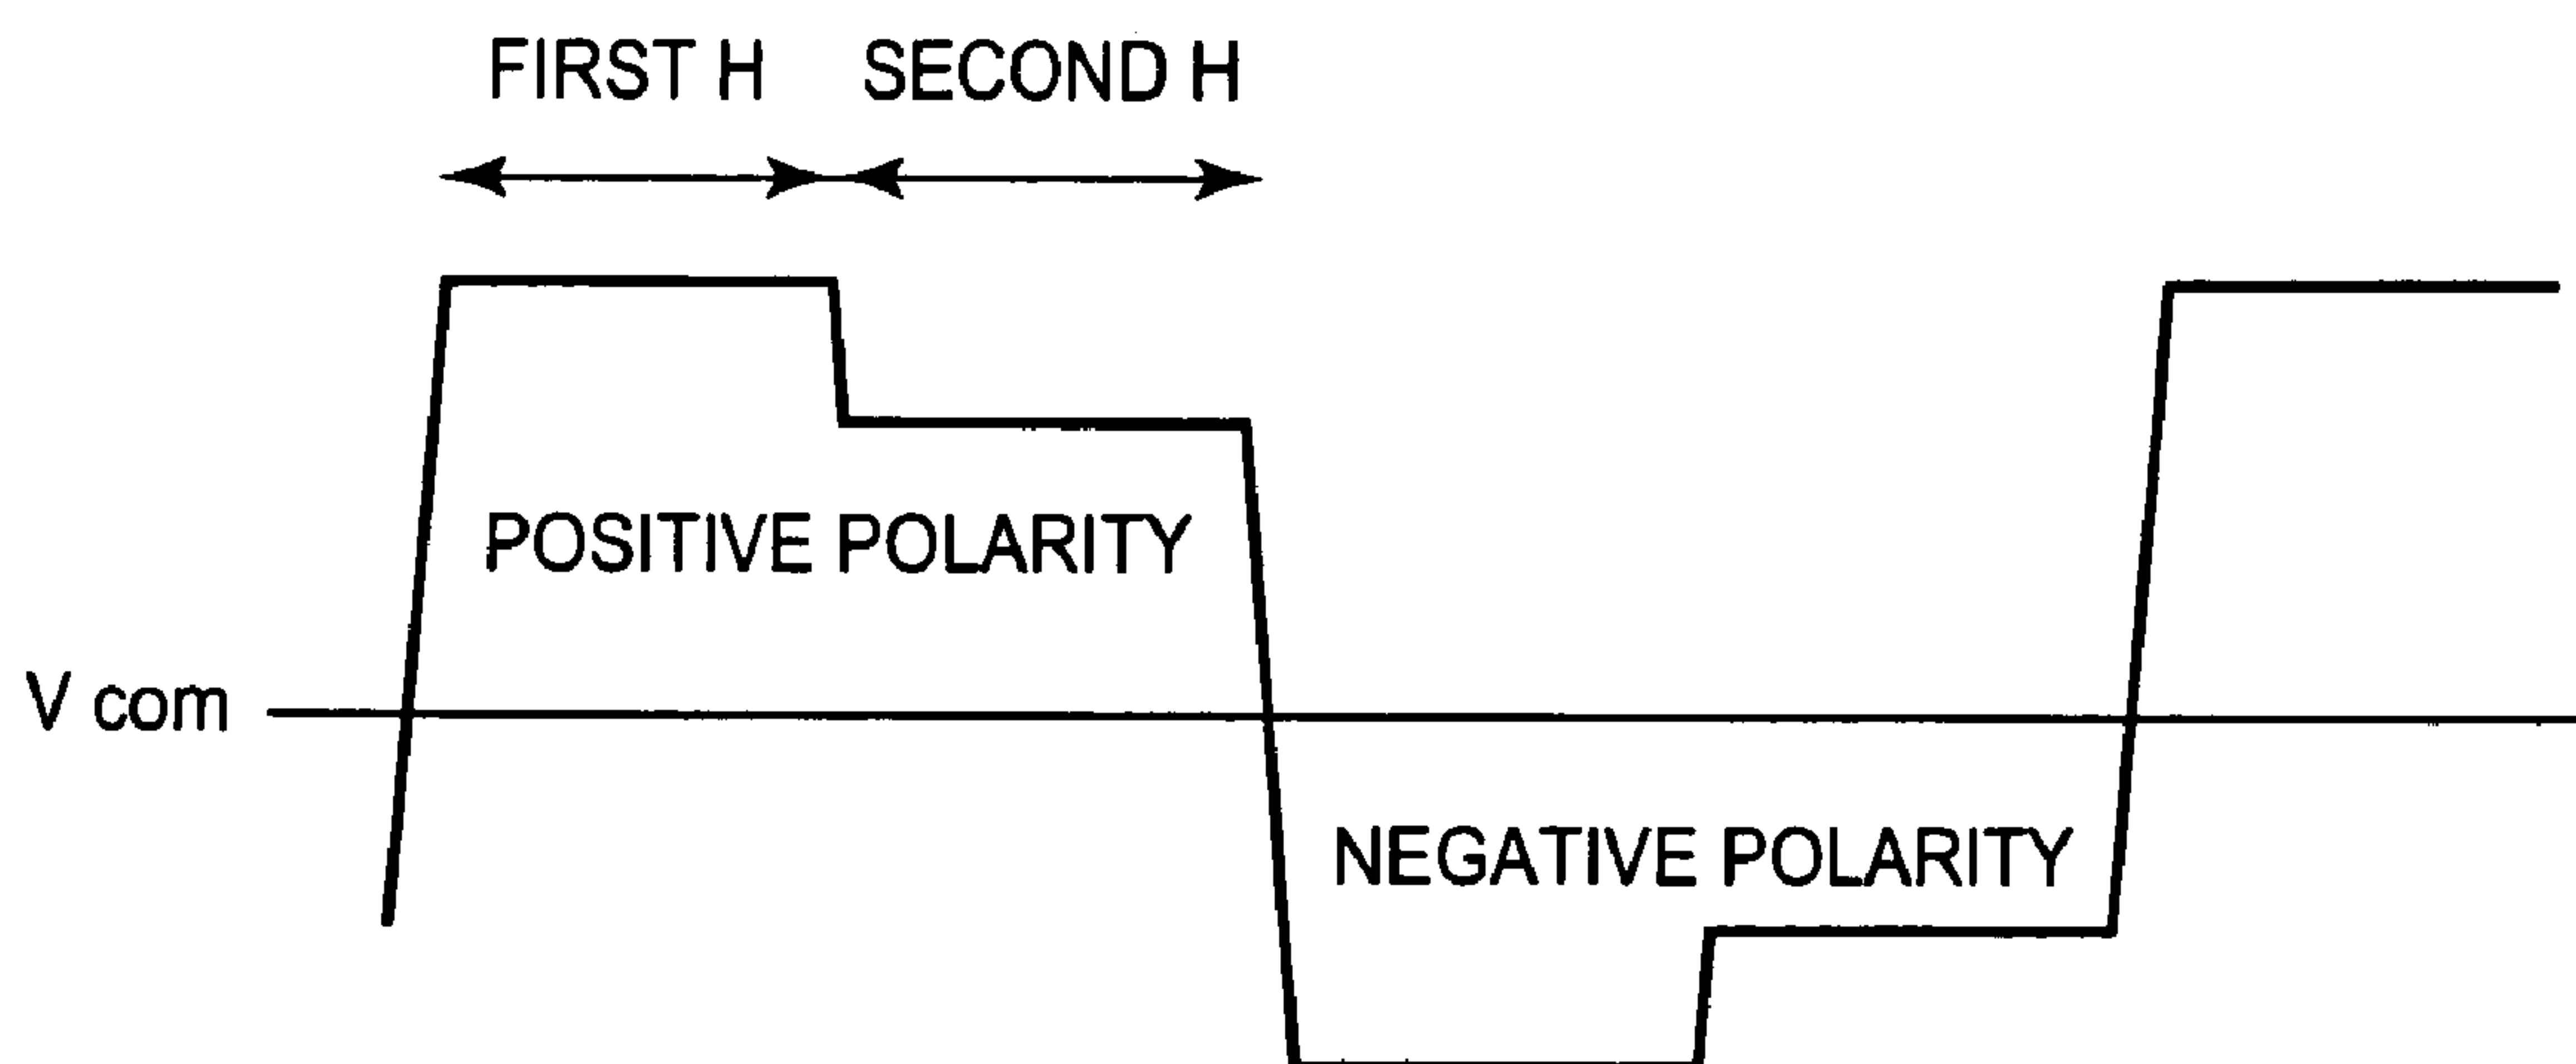 FIRST H SECOND H
POSITIVE POLARITY
V com
NEGATIVE POLARITY